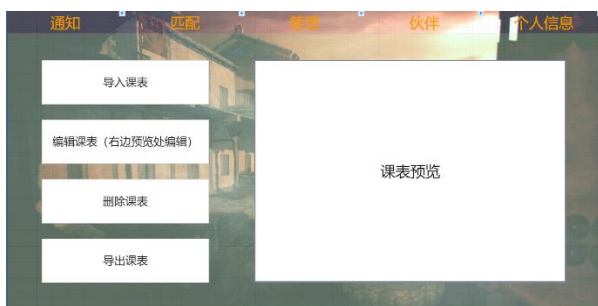 通知 匹配 管理 伙伴 个人信息
导入课表
编辑课表（右边预览处编辑）
课表预览
删除课表
导出课表